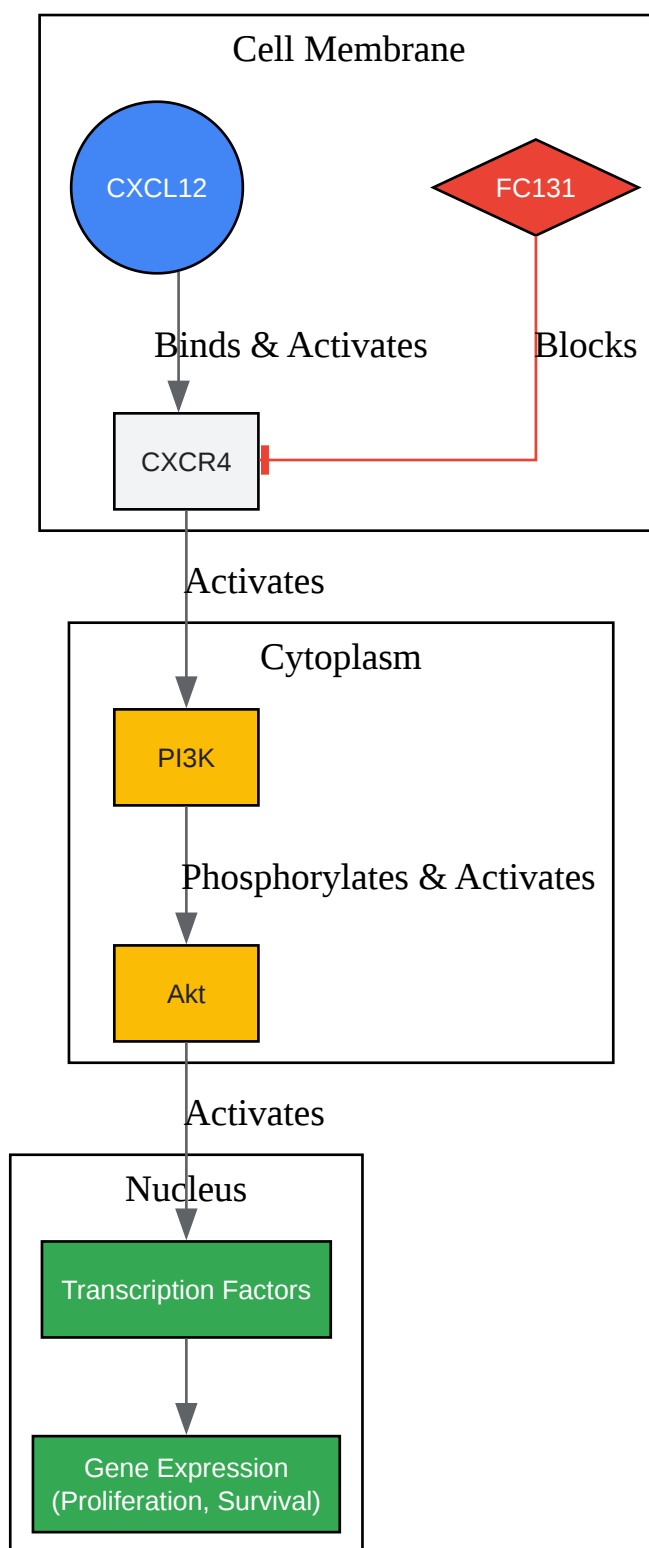 Cell Membrane
CXCL12
FC131
Binds & Activates
Blocks
CXCR4
Activates
Cytoplasm
PI3K
Phosphorylates & Activates
Akt
Activates
Nucleus
Transcription Factors
Gene Expression
(Proliferation, Survival)